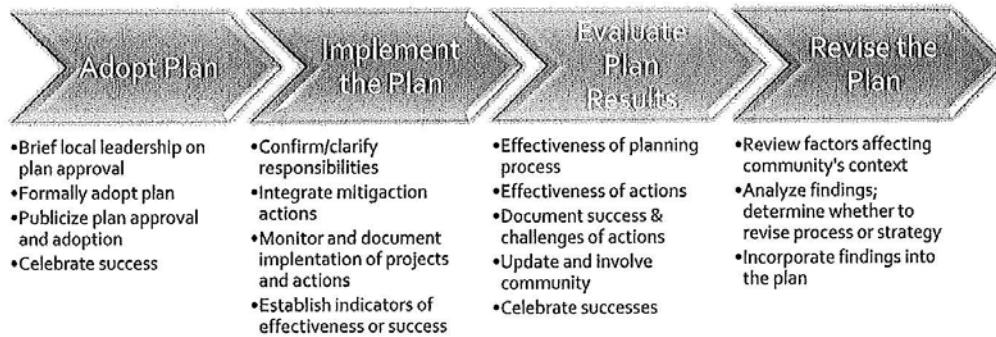 Adopt Plan
•Brief local leadership on
plan approval
•Formally adopt plan
•Publicize plan approval
and adoption
•Celebrate success
Implement
the Plan
•Confirm/clarify
responsibilities
•Integrate mitigaction
actions
•Monitor and document
implentation of projects
and actions
•Establish indicators of
effectiveness or success
Evaluate
Plan
Results
•Effectiveness of planning
process
•Effectiveness of actions
•Document success &
challenges of actions
•Update and involve
community
•Celebrate successes
Revise the
Plan
•Review factors affecting
community's context
•Analyze findings;
determine whether to
revise process or strategy
•Incorporate findings into
the plan